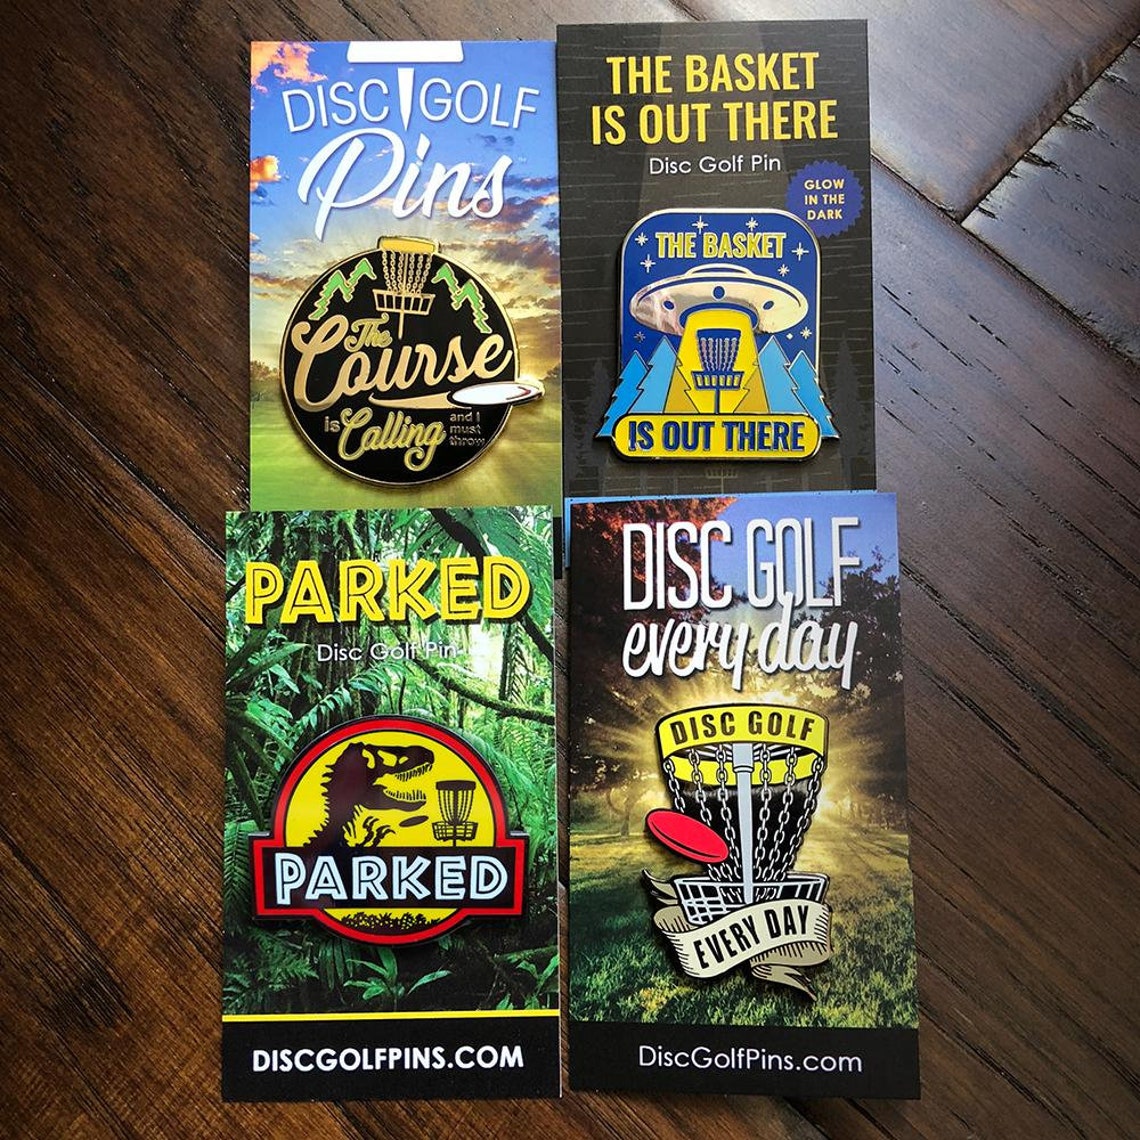 DISC GOLF
Pins
The
Course
is Calling
and I
must
throw
THE BASKET
IS OUT THERE
Disc Golf Pin
GLOW
IN THE
DARK
THE BASKET
IS OUT THERE
PARKED
Disc Golf Pin
PARKED
DISCGOLFPINS.COM
DISC GOLF
every day
DISC GOLF
EVERY DAY
DiscGolfPins.com